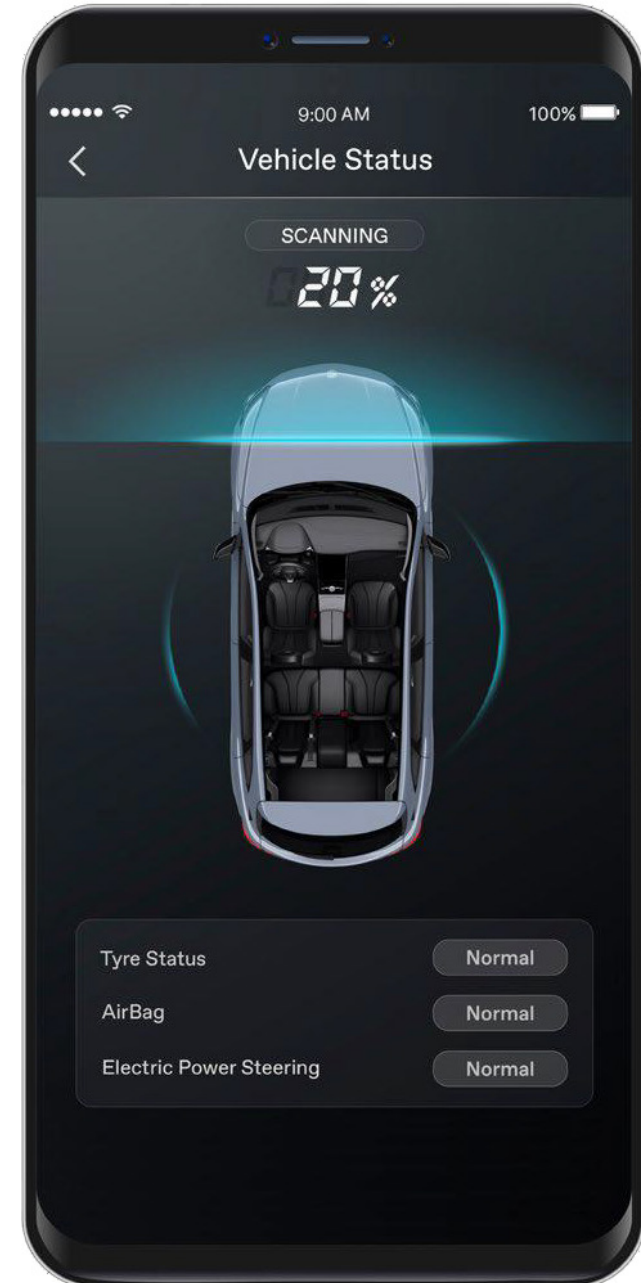 9:00 AM
100%
Vehicle Status
SCANNING
20%
Tyre Status
Normal
AirBag
Normal
Electric Power Steering
Normal